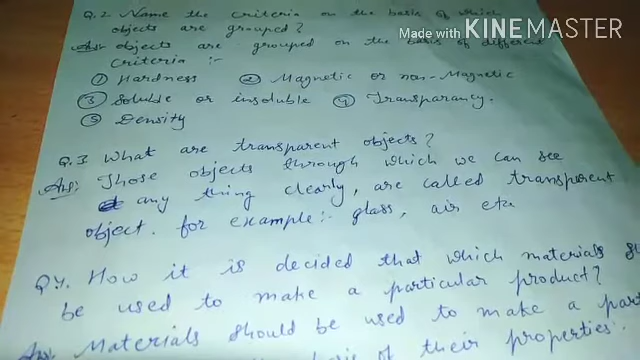 Made with KINEMASTER
Q.2. Name the criteria on the basis of which
objects are grouped?
Ans: objects are grouped on the basis of different
criteria :-
① Hardness ② Magnetic or non-Magnetic
③ Soluble or insoluble ④ Transparancy.
⑤ Density
Q.3 What are transparent objects?
Ans: Those objects through which we can see
any thing clearly, are called transparent
object. for example:- glass, air etc
Q4. How it is decided that which materials
be used to make a particular product?
Ans: Materials should be used to make a
of their properties.